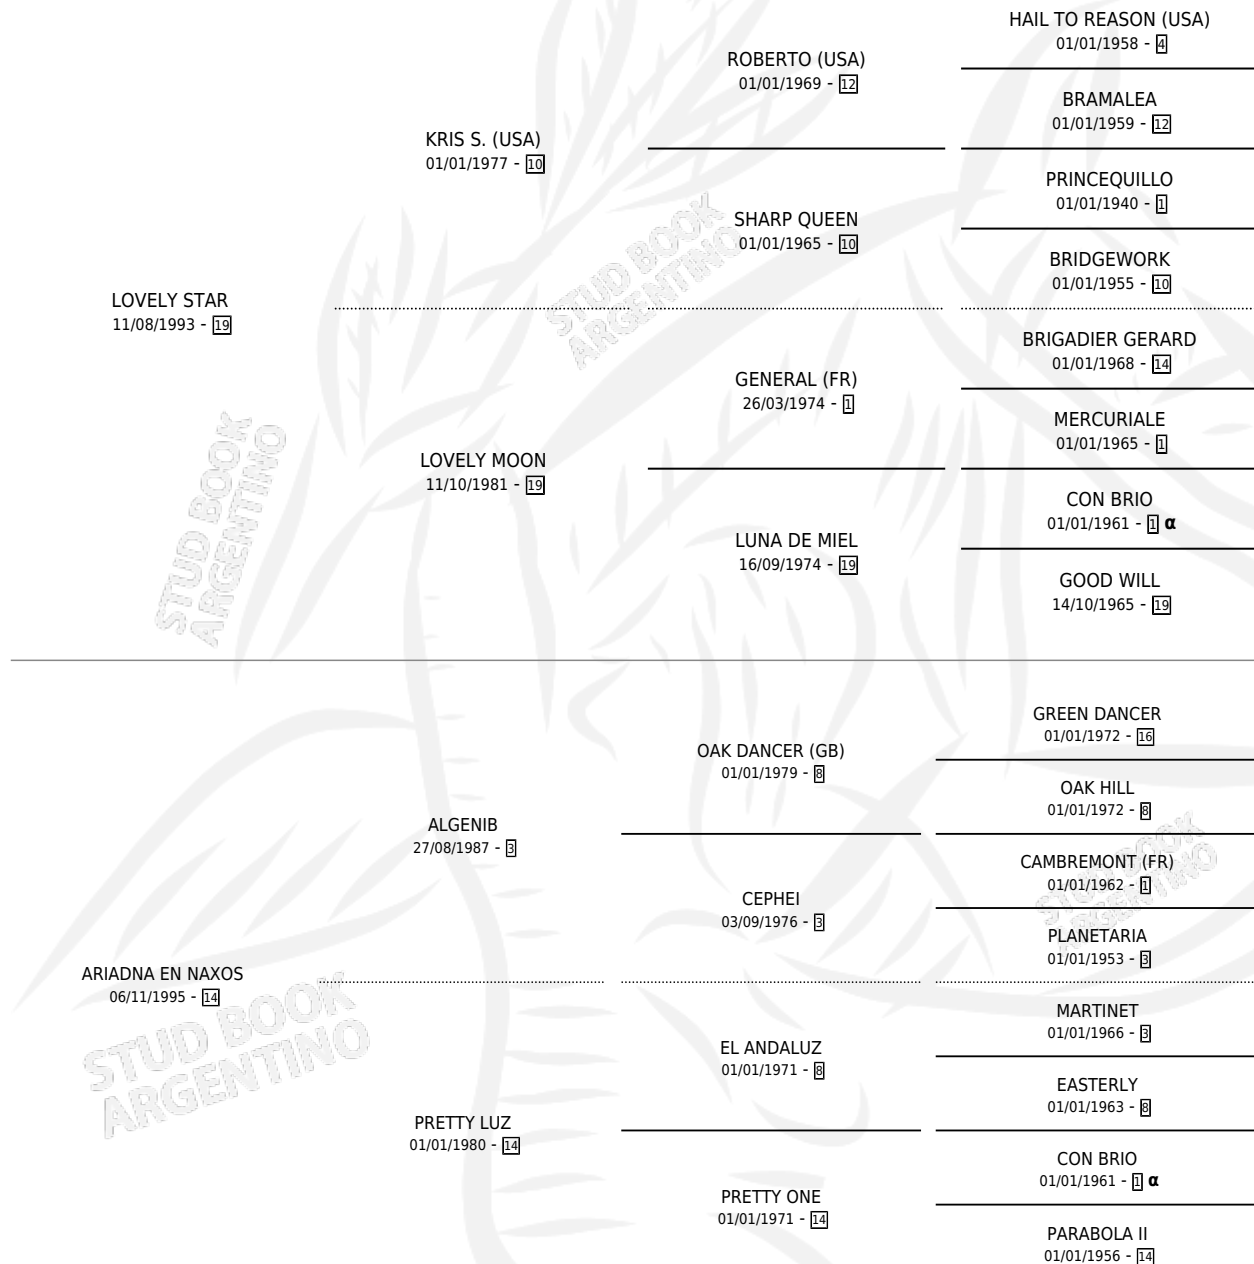 HAIL TO REASON (USA)
01/01/1958 - 4
ROBERTO (USA)
01/01/1969 - 12
BRAMALEA
01/01/1959 - 12
KRIS S. (USA)
01/01/1977 - 10
PRINCEQUILLO
01/01/1940 - 1
SHARP QUEEN
01/01/1965 - 10
BRIDGEWORK
01/01/1955 - 10
LOVELY STAR
11/08/1993 - 19
BRIGADIER GERARD
01/01/1968 - 14
GENERAL (FR)
26/03/1974 - 1
MERCURIALE
01/01/1965 - 1
LOVELY MOON
11/10/1981 - 19
CON BRIO
01/01/1961 - 1 α
LUNA DE MIEL
16/09/1974 - 19
GOOD WILL
14/10/1965 - 19
GREEN DANCER
01/01/1972 - 16
OAK DANCER (GB)
01/01/1979 - 8
OAK HILL
01/01/1972 - 8
ALGENIB
27/08/1987 - 3
CAMBREMONT (FR)
01/01/1962 - 1
CEPHEI
03/09/1976 - 3
PLANETARIA
01/01/1953 - 3
ARIADNA EN NAXOS
06/11/1995 - 14
MARTINET
01/01/1966 - 3
EL ANDALUZ
01/01/1971 - 8
EASTERLY
01/01/1963 - 8
PRETTY LUZ
01/01/1980 - 14
CON BRIO
01/01/1961 - 1 α
PRETTY ONE
01/01/1971 - 14
PARABOLA II
01/01/1956 - 14
STUD BOOK
ARGENTINO
STUD BOOK
ARGENTINO
STUD BOOK
ARGENTINO
STUD BOOK
ARGENTINO